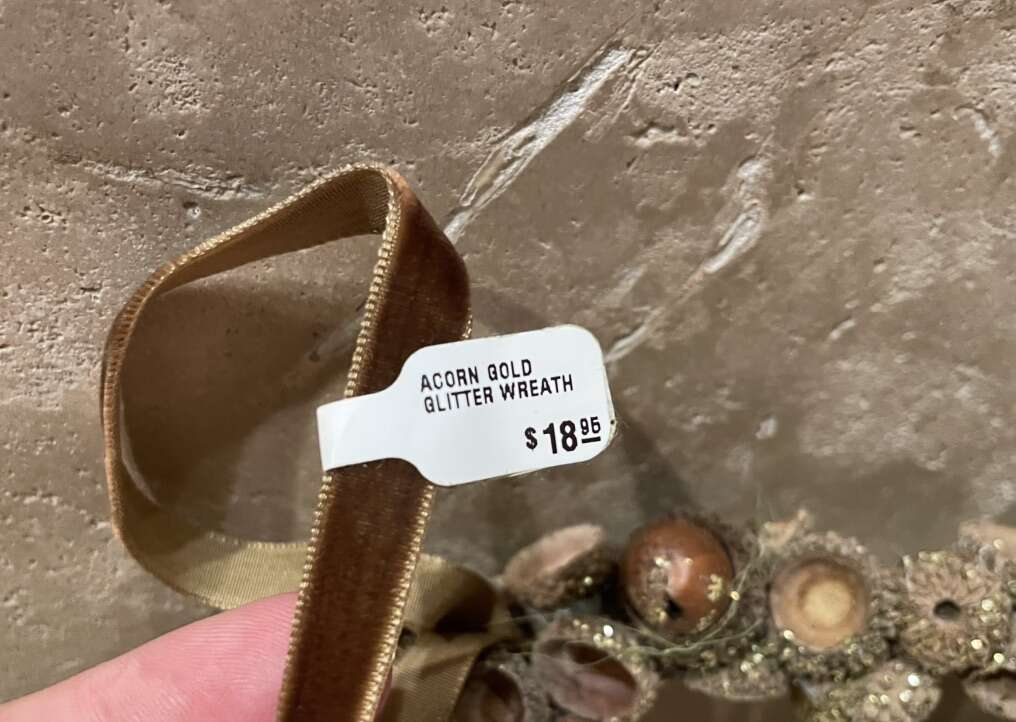 ACORN GOLD
GLITTER WREATH
$18.95